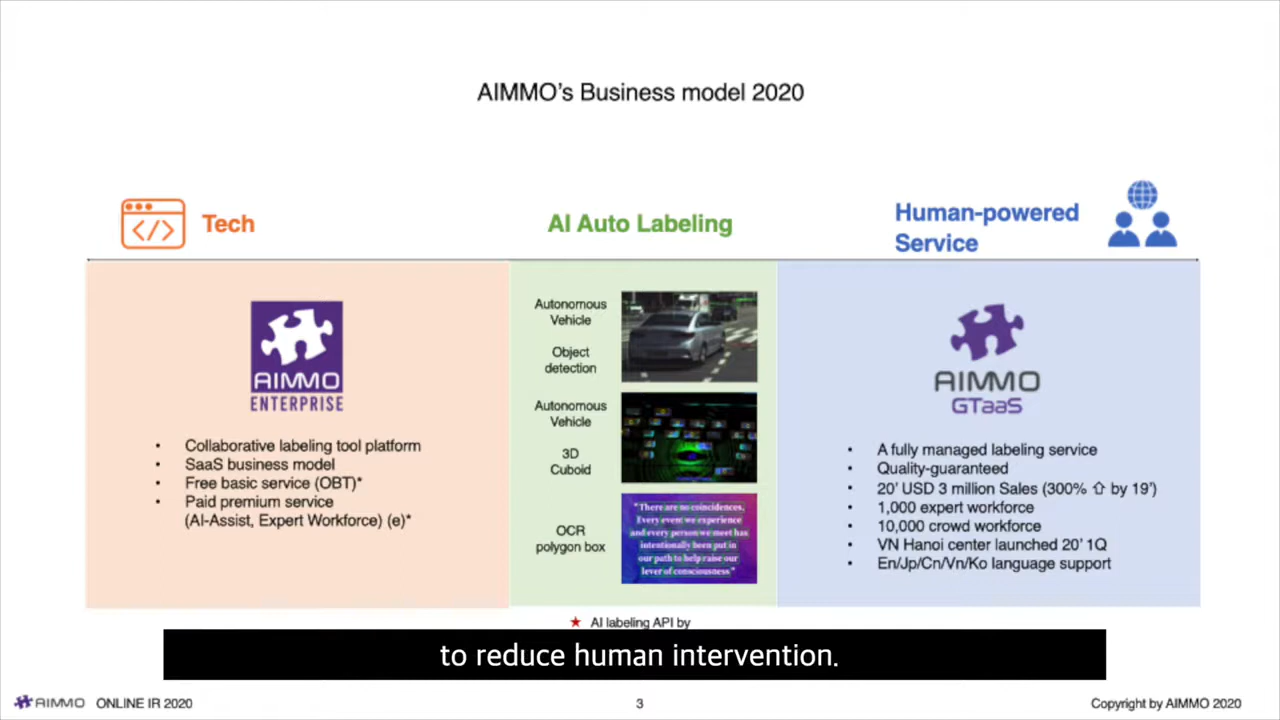 AIMMO's Business model 2020
Tech
AI Auto Labeling
Human-powered
Service
AIMMO
ENTERPRISE
• Collaborative labeling tool platform
• SaaS business model
• Free basic service (OBT)*
• Paid premium service
(AI-Assist, Expert Workforce) (e)*
Autonomous
Vehicle
Object
detection
Autonomous
Vehicle
3D
Cuboid
OCR
polygon box
"There are no coincidences.
Every event we experience
and every person we meet has
intentionally been put in
our path to help raise our
lever of consciousness"
AIMMO
GTaaS
• A fully managed labeling service
• Quality-guaranteed
• 20' USD 3 million Sales (300% ⇧ by 19')
• 1,000 expert workforce
• 10,000 crowd workforce
• VN Hanoi center launched 20' 1Q
• En/Jp/Cn/Vn/Ko language support
★ AI labeling API by
to reduce human intervention.
AIMMO ONLINE IR 2020
3
Copyright by AIMMO 2020